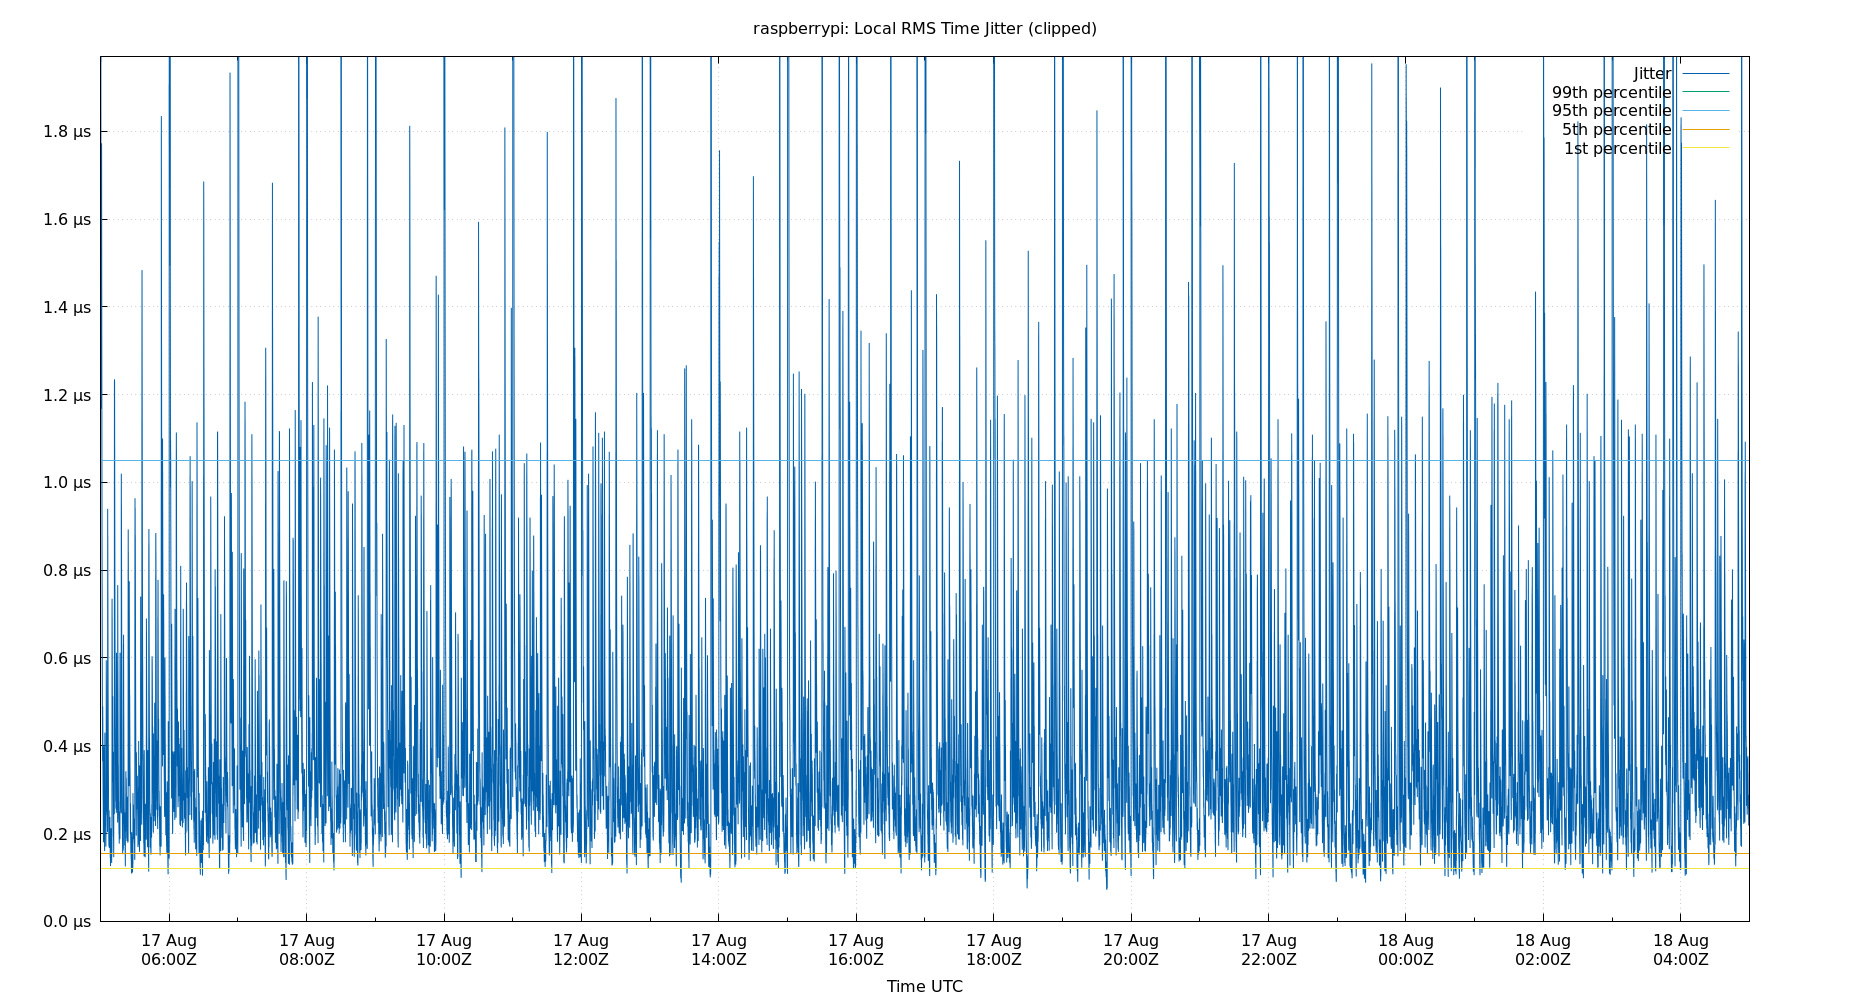 raspberrypi: Local RMS Time Jitter (clipped)
Jitter
99th percentile
95th percentile
5th percentile
1st percentile
1.8 µs
1.6 µs
1.4 µs
1.2 µs
1.0 µs
0.8 µs
0.6 µs
0.4 µs
0.2 µs
0.0 µs
17 Aug 17 Aug 17 Aug 17 Aug 17 Aug 17 Aug 17 Aug 17 Aug 17 Aug 18 Aug 18 Aug 18 Aug
06:00Z 08:00Z 10:00Z 12:00Z 14:00Z 16:00Z 18:00Z 20:00Z 22:00Z 00:00Z 02:00Z 04:00Z
Time UTC